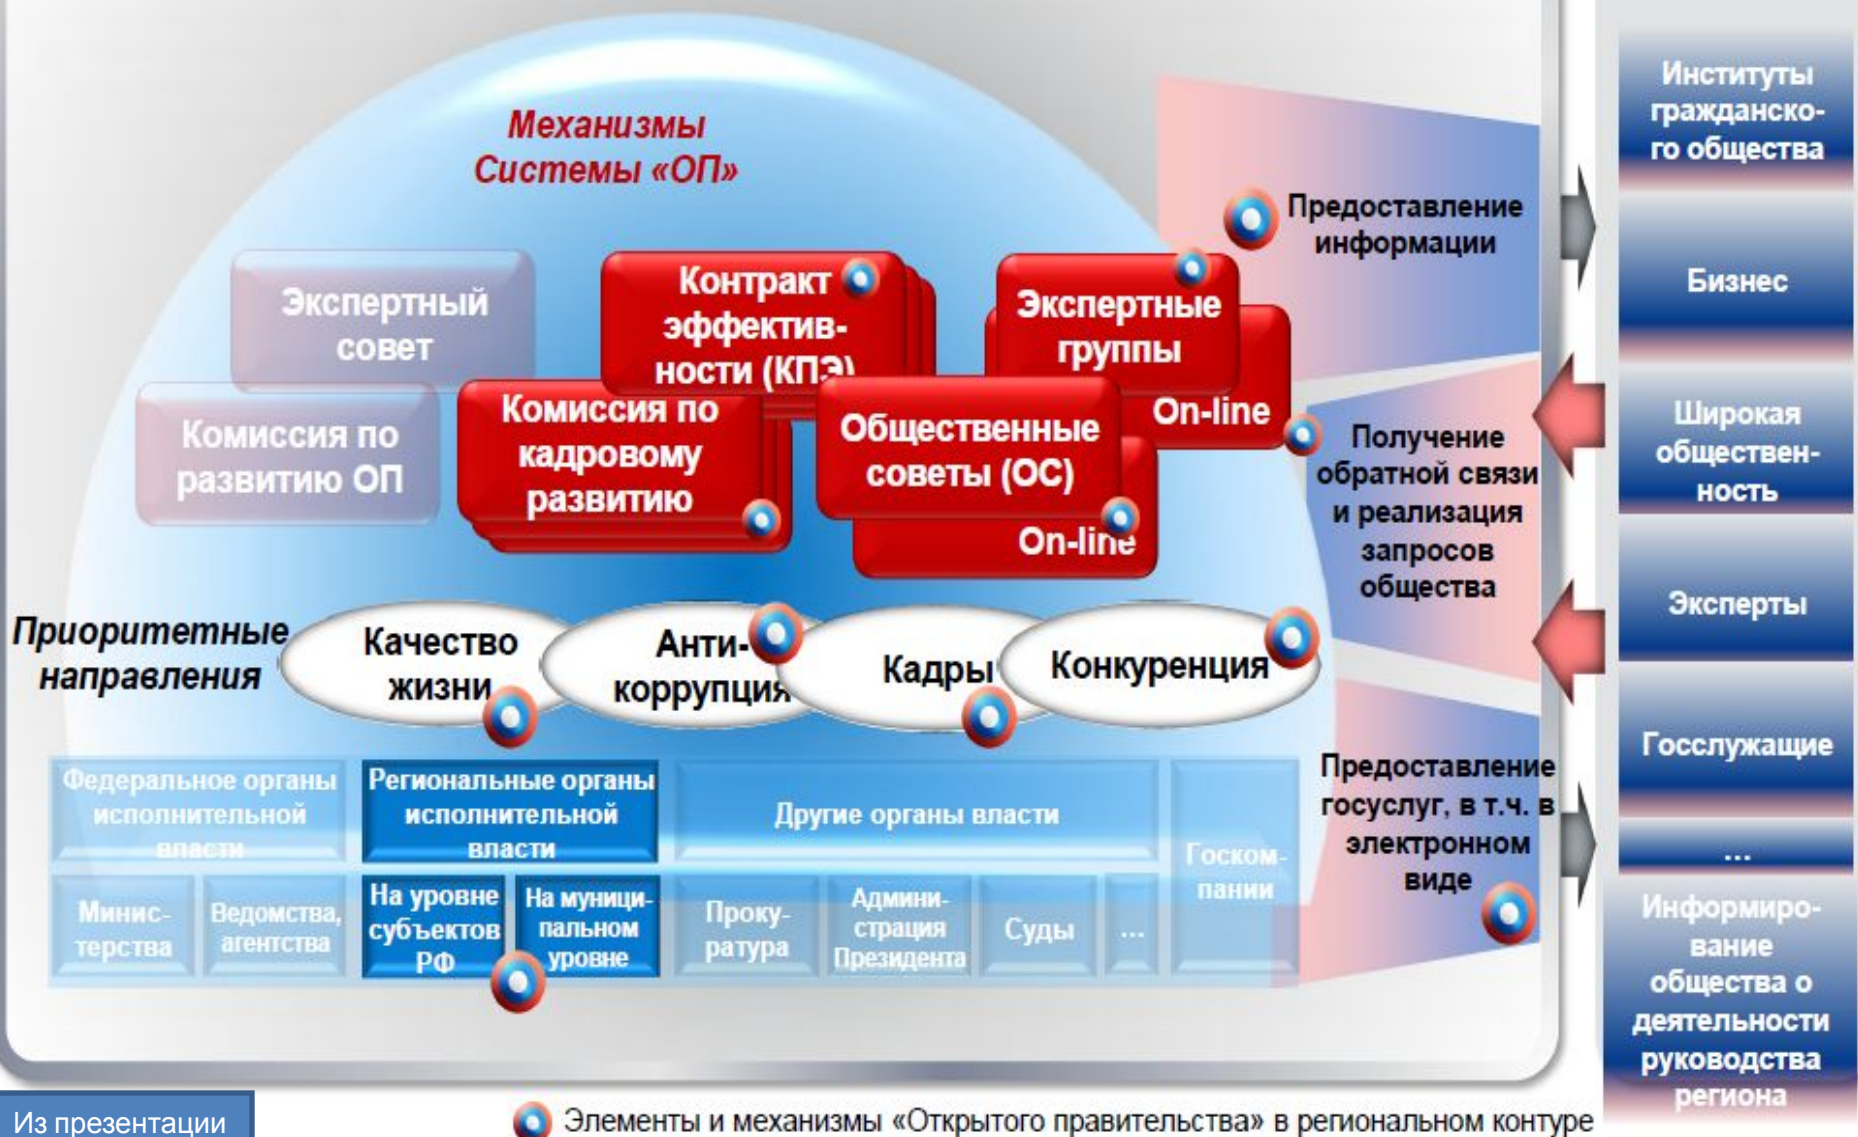 Механизмы
Системы «ОП»
Экспертный
совет
Комиссия по
развитию ОП
Контракт
эффектив-
ности (КПЭ)
Комиссия по
кадровому
развитию
Экспертные
группы
On-line
Общественные
советы (ОС)
On-line
Приоритетные
направления
Качество
жизни
Анти-
коррупция
Кадры
Конкуренция
Федеральное органы
исполнительной
власти
Региональные органы
исполнительной
власти
Другие органы власти
Госком-
пании
Минис-
терства
Ведомства,
агентства
На уровне
субъектов
РФ
На муници-
пальном
уровне
Проку-
ратура
Админи-
страция
Президента
Суды
...
Предоставление
информации
Получение
обратной связи
и реализация
запросов
общества
Предоставление
госуслуг, в т.ч. в
электронном
виде
Институты
гражданско-
го общества
Бизнес
Широкая
обществен-
ность
Эксперты
Госслужащие
...
Информиро-
вание
общества о
деятельности
руководства
региона
Из презентации
Элементы и механизмы «Открытого правительства» в региональном контуре